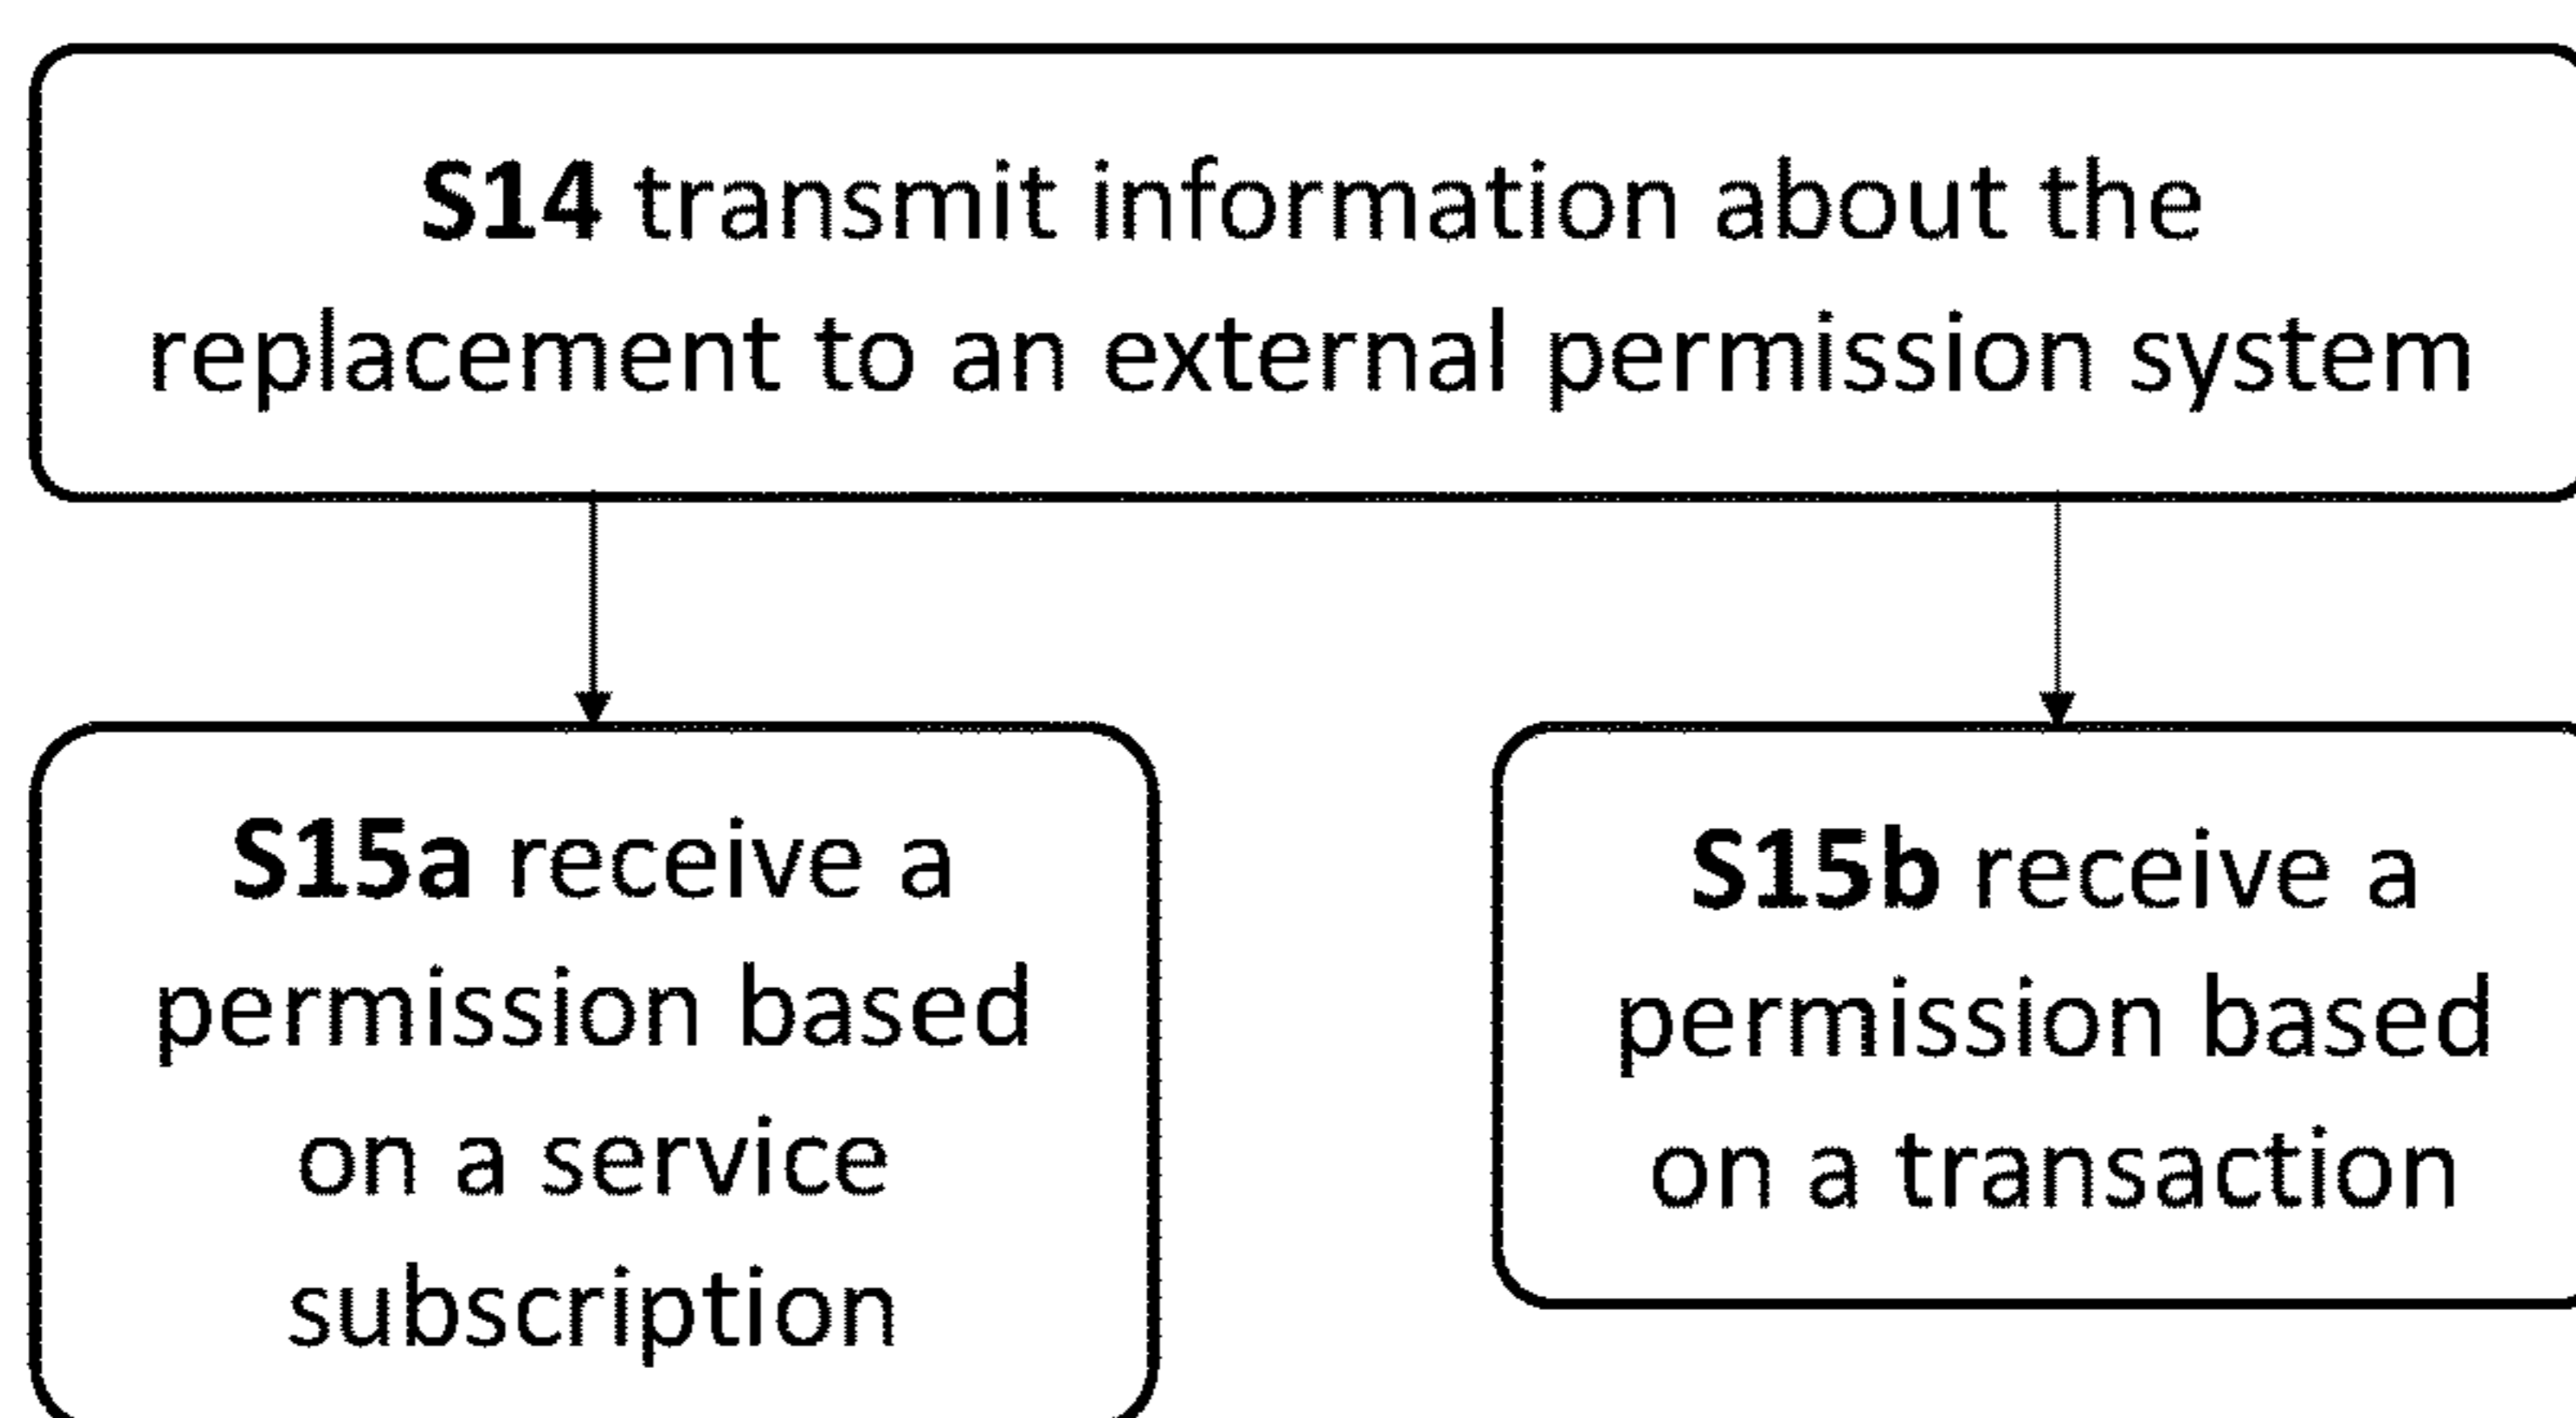 S14 transmit information about the
replacement to an external permission system
S15a receive a
permission based
on a service
subscription
S15b receive a
permission based
on a transaction